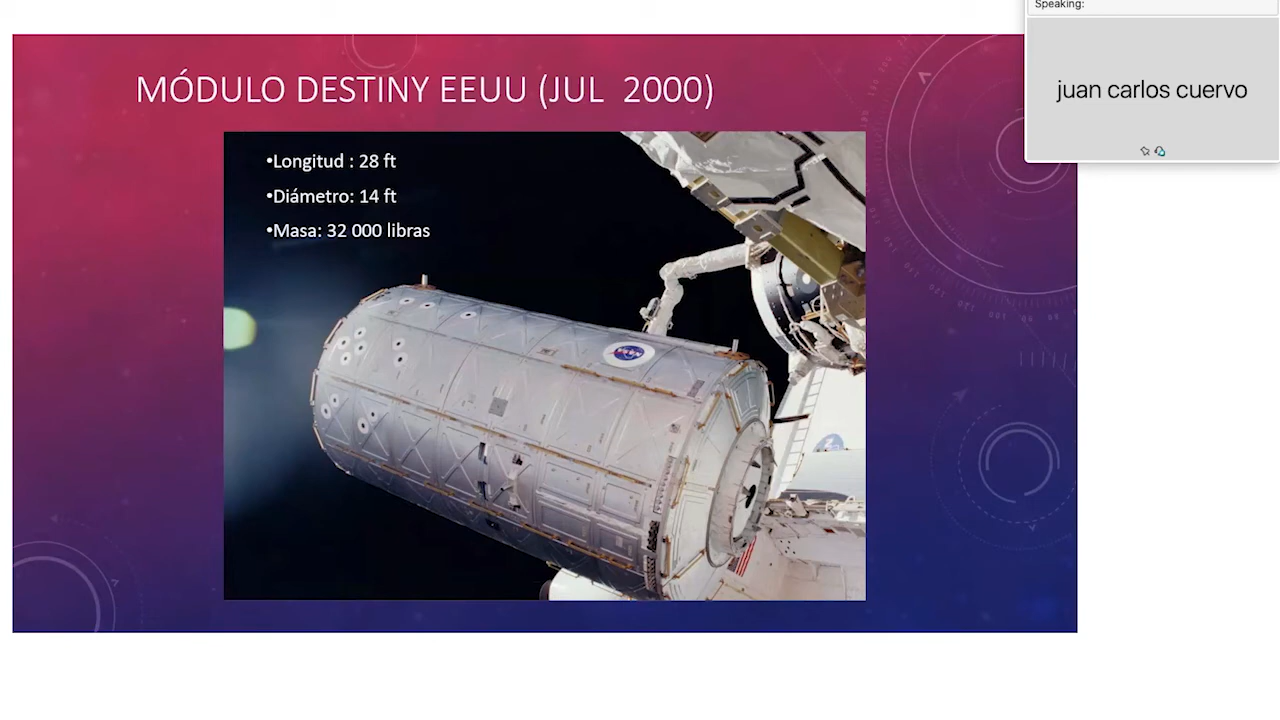 Speaking:
juan carlos cuervo
MÓDULO DESTINY EEUU (JUL 2000)
•Longitud : 28 ft
•Diámetro: 14 ft
•Masa: 32 000 libras
NASA